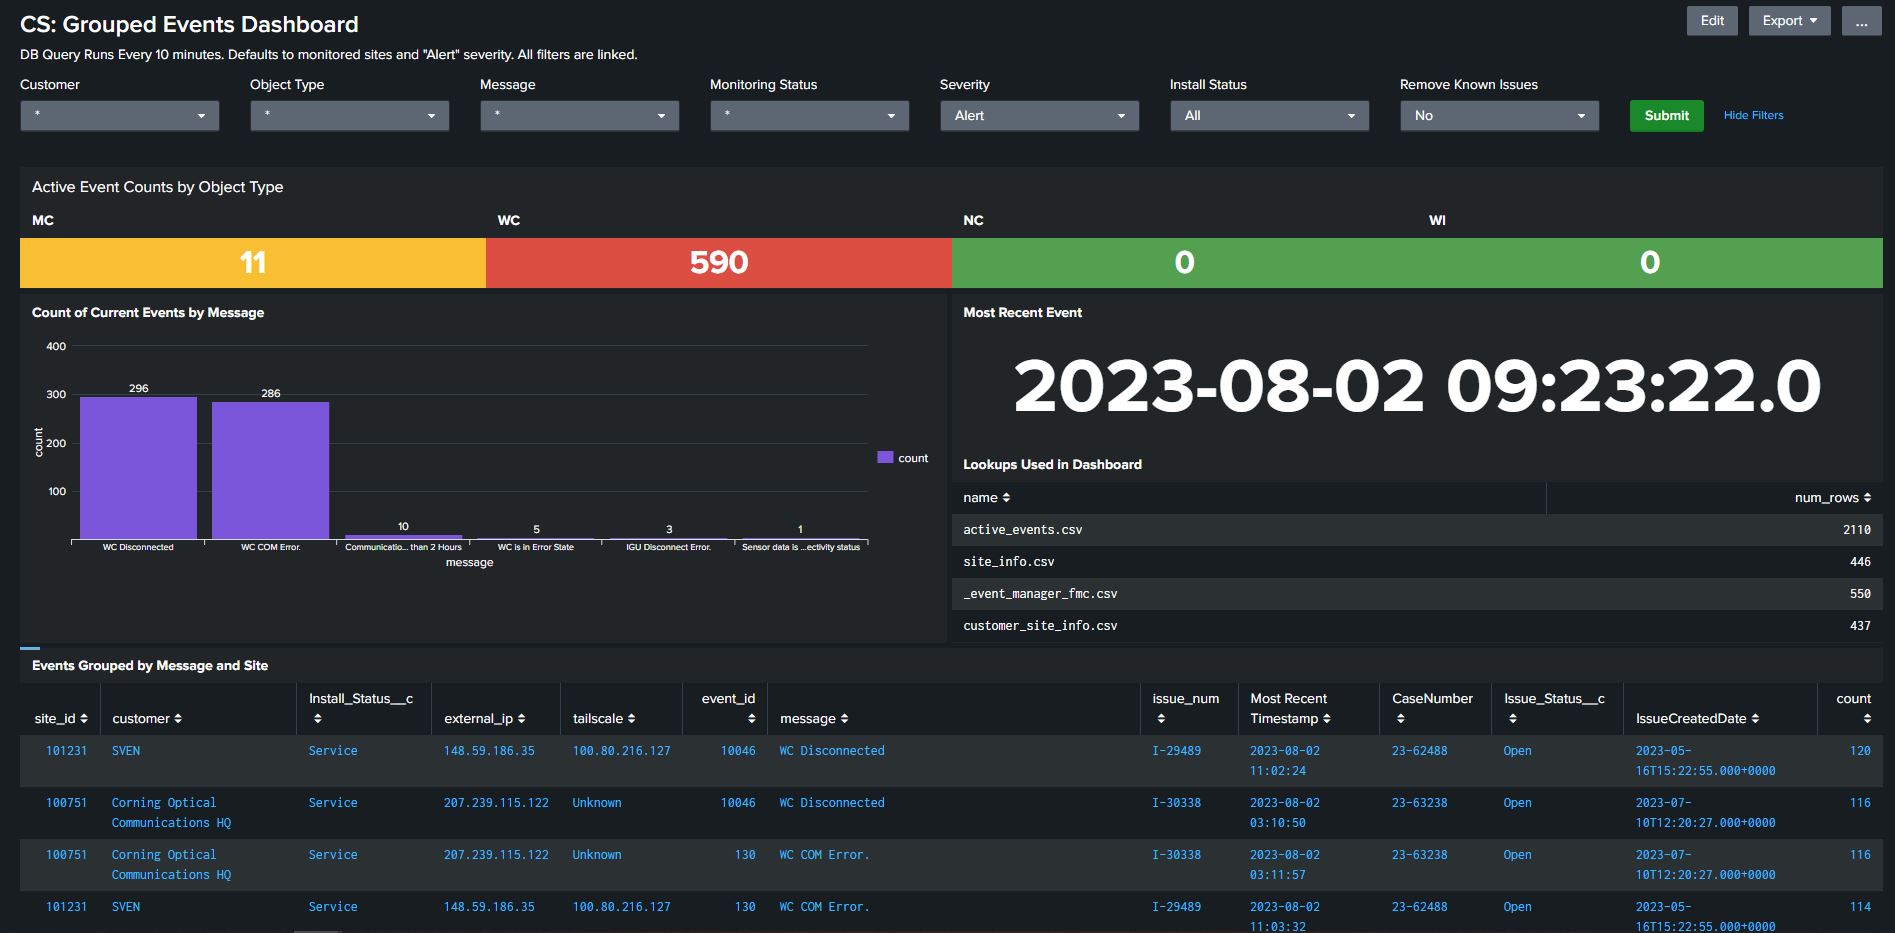 CS: Grouped Events Dashboard
Edit Export ...
DB Query Runs Every 10 minutes. Defaults to monitored sites and "Alert" severity. All filters are linked.
Customer Object Type Message Monitoring Status Severity Install Status Remove Known Issues
* * * * Alert All No Submit Hide Filters
Active Event Counts by Object Type
MC WC NC WI
11 590 0 0
Count of Current Events by Message
400
300
200
100
count
296 286 10 5 3 1
WC Disconnected WC COM Error. Communicatio... than 2 Hours WC is in Error State IGU Disconnect Error. Sensor data is ...ectivity status
message
count
Most Recent Event
2023-08-02 09:23:22.0
Lookups Used in Dashboard
name num_rows
active_events.csv 2110
site_info.csv 446
_event_manager_fmc.csv 550
customer_site_info.csv 437
Events Grouped by Message and Site
site_id customer Install_Status__c external_ip tailscale event_id message issue_num Most Recent Timestamp CaseNumber Issue_Status__c IssueCreatedDate count
101231 SVEN Service 148.59.186.35 100.80.216.127 10046 WC Disconnected I-29489 2023-08-02 23-62488 Open 2023-05- 120
11:02:24 16T15:22:55.000+0000
100751 Corning Optical Service 207.239.115.122 Unknown 10046 WC Disconnected I-30338 2023-08-02 23-63238 Open 2023-07- 116
Communications HQ 03:10:50 10T12:20:27.000+0000
100751 Corning Optical Service 207.239.115.122 Unknown 130 WC COM Error. I-30338 2023-08-02 23-63238 Open 2023-07- 116
Communications HQ 03:11:57 10T12:20:27.000+0000
101231 SVEN Service 148.59.186.35 100.80.216.127 130 WC COM Error. I-29489 2023-08-02 23-62488 Open 2023-05- 114
11:03:32 16T15:22:55.000+0000